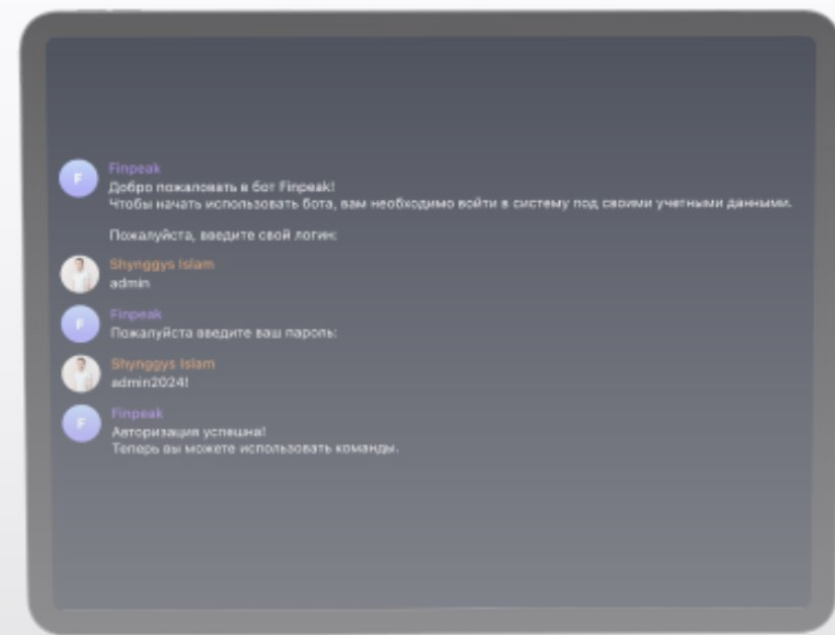 F
Finpeak
Добро пожаловать в бот Finpeak!
Чтобы начать использовать бота, вам необходимо войти в систему под своими учетными данными.
Пожалуйста, введите свой логин:
Shynggys Islam
admin
F
Finpeak
Пожалуйста введите ваш пароль:
Shynggys Islam
admin2024!
F
Finpeak
Авторизация успешна!
Теперь вы можете использовать команды.